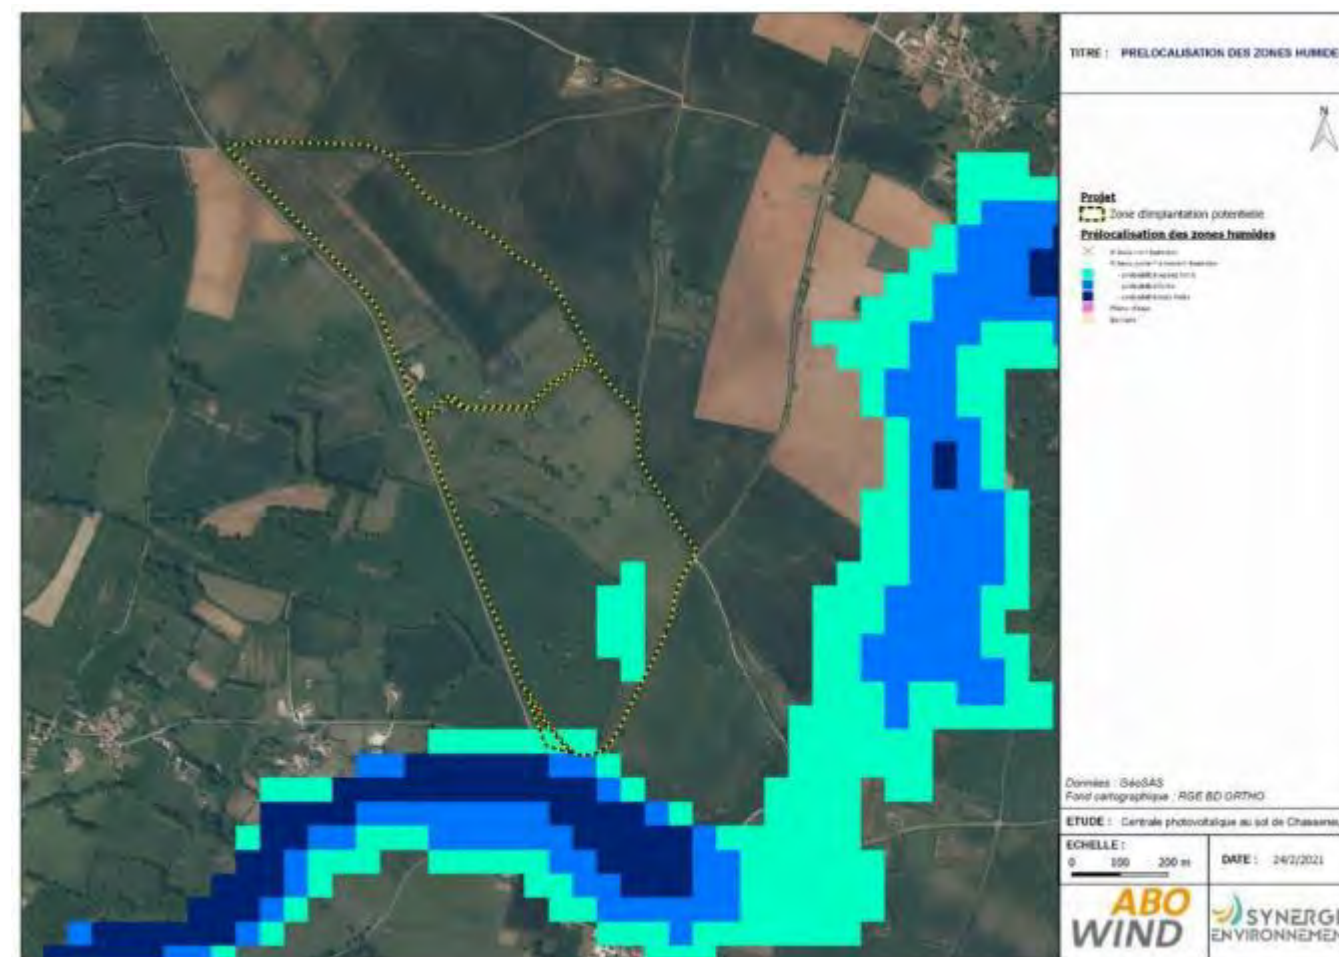 TITRE : PRELOCALISATION DES ZONES HUMIDE
N
Projet
Zone d'implantation potentielle
Prélocalisation des zones humides
Données : GéoSAS
Fond cartographique : RGE BD ORTHO
ETUDE : Centrale photovoltaïque au sol de Chasseneu
ECHELLE :
0 100 200 m
DATE : 24/2/2021
ABO
WIND
SYNERGI
ENVIRONNEMEN